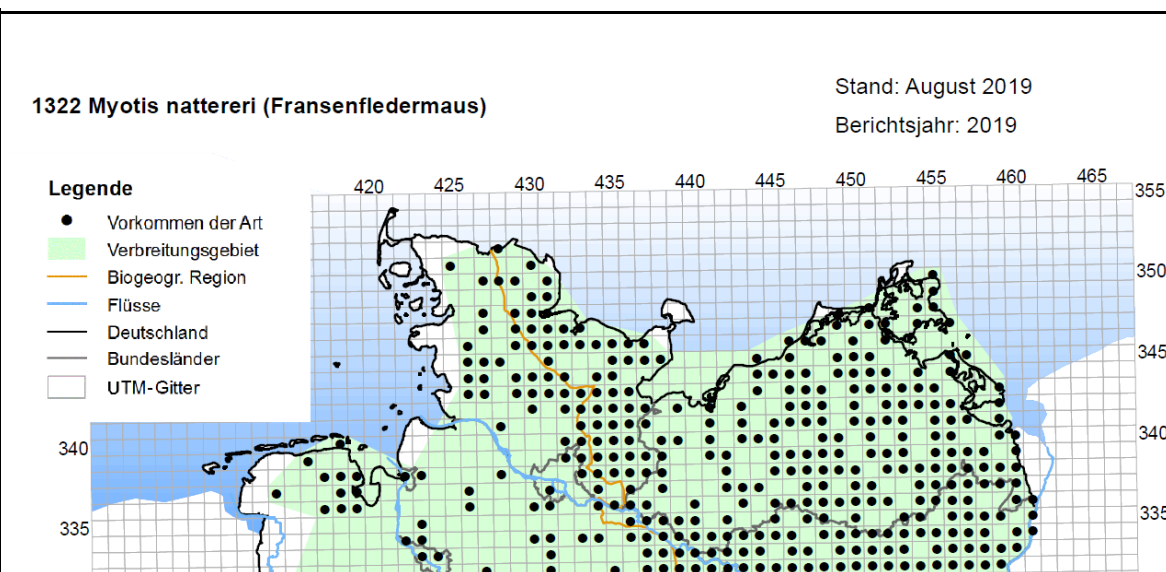 Stand: August 2019
1322 Myotis nattereri (Fransenfledermaus)
Berichtsjahr: 2019
Legende
Vorkommen der Art
Verbreitungsgebiet
Biogeogr. Region
Flüsse
Deutschland
Bundesländer
UTM-Gitter
420 425 430 435 440 445 450 455 460 465
355
350
345
340 340
335 335